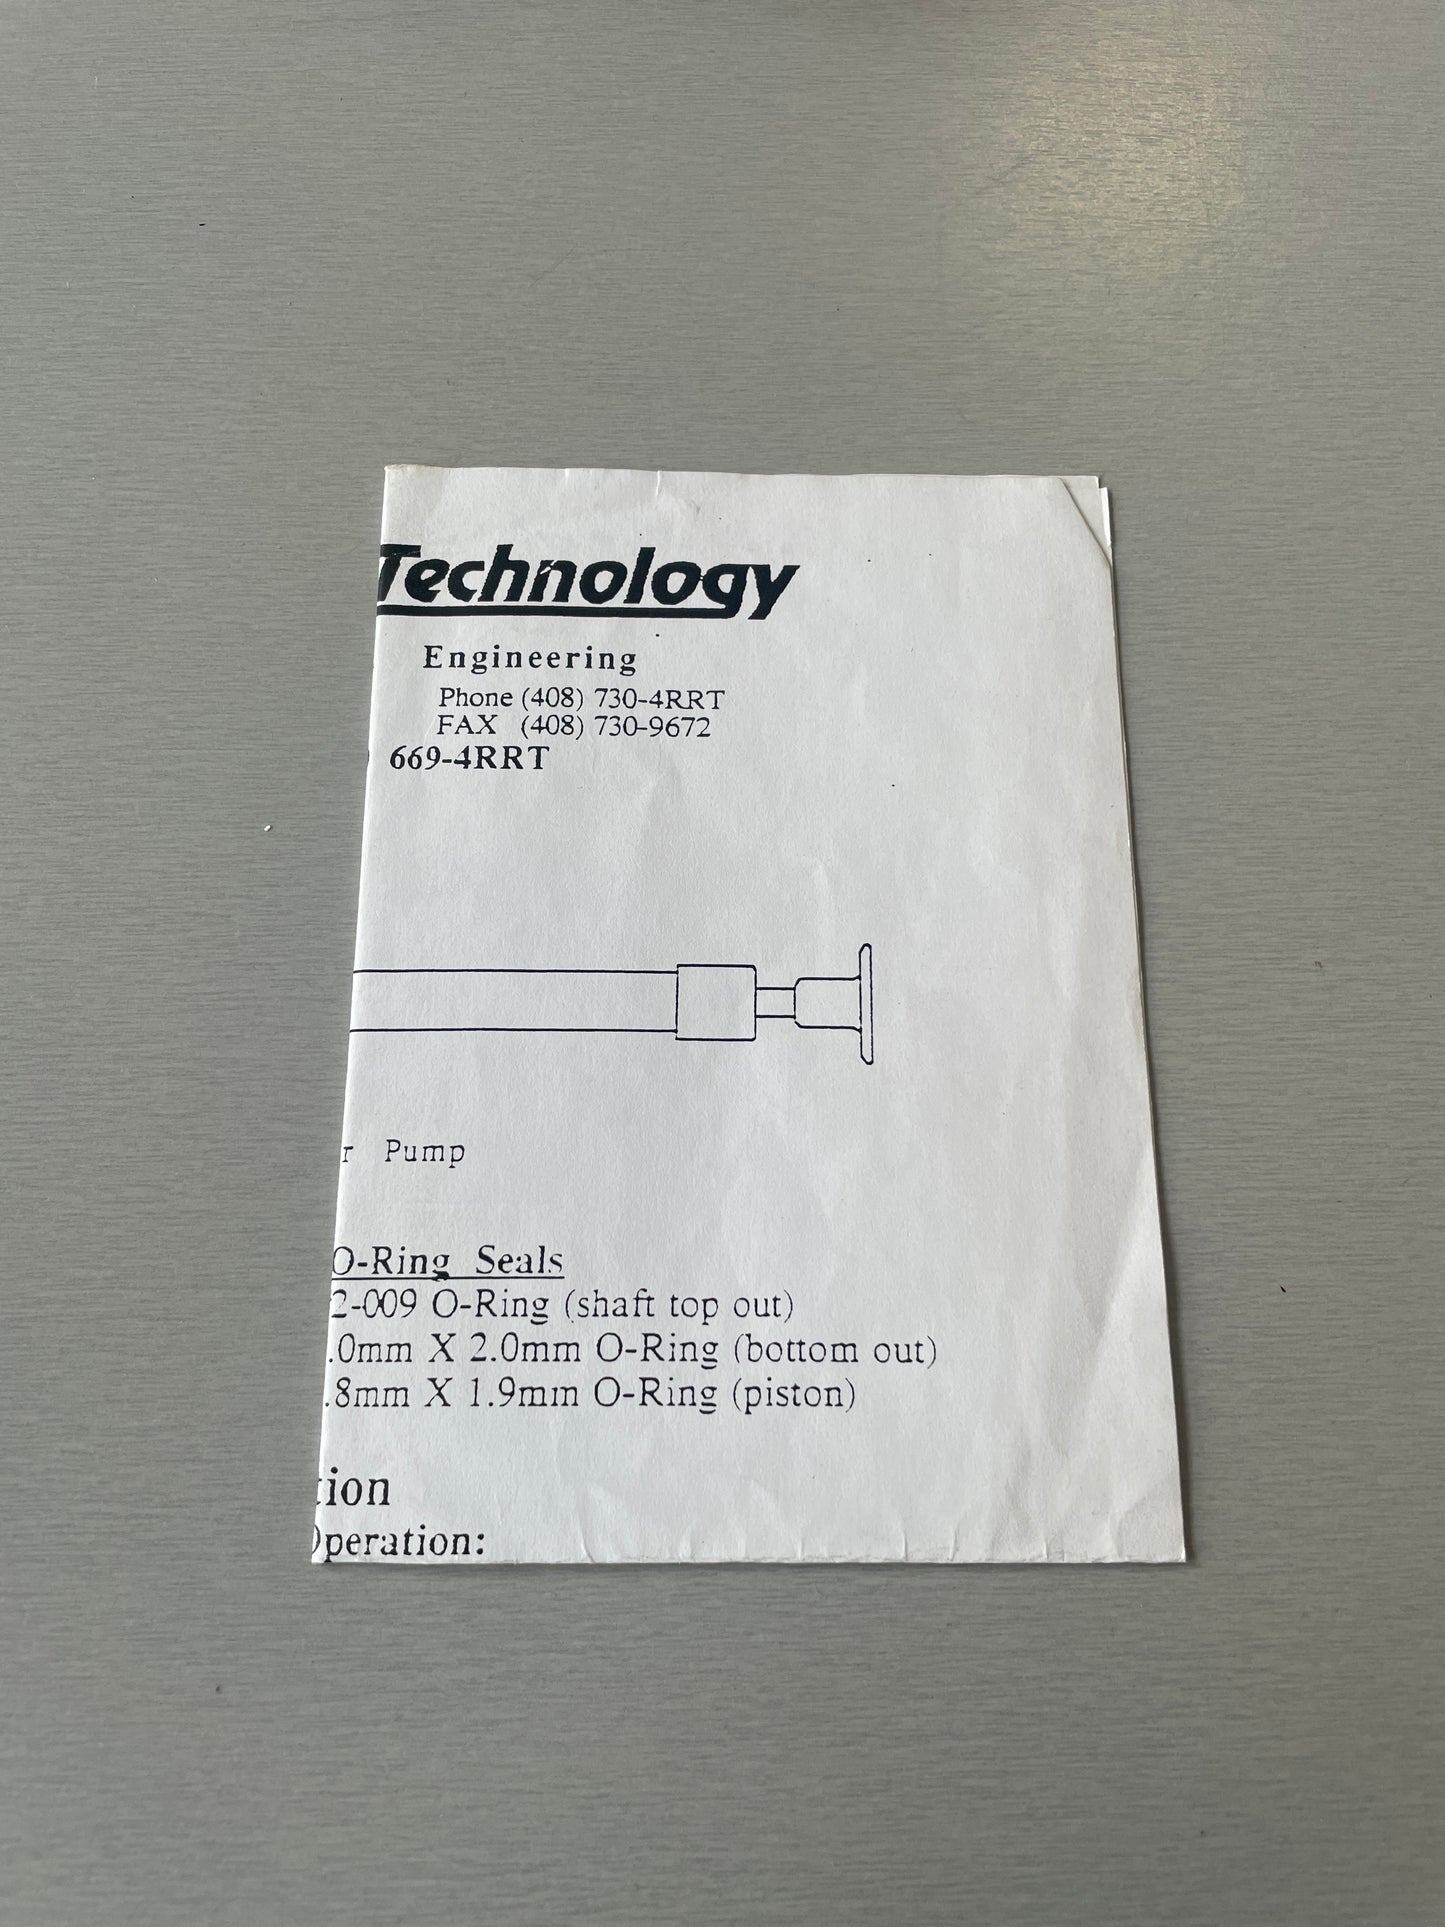 Technology
Engineering
Phone (408) 730-4RRT
FAX (408) 730-9672
669-4RRT
Pump
O-Ring Seals
2-009 O-Ring (shaft top out)
.0mm X 2.0mm O-Ring (bottom out)
.8mm X 1.9mm O-Ring (piston)
ion
Operation: